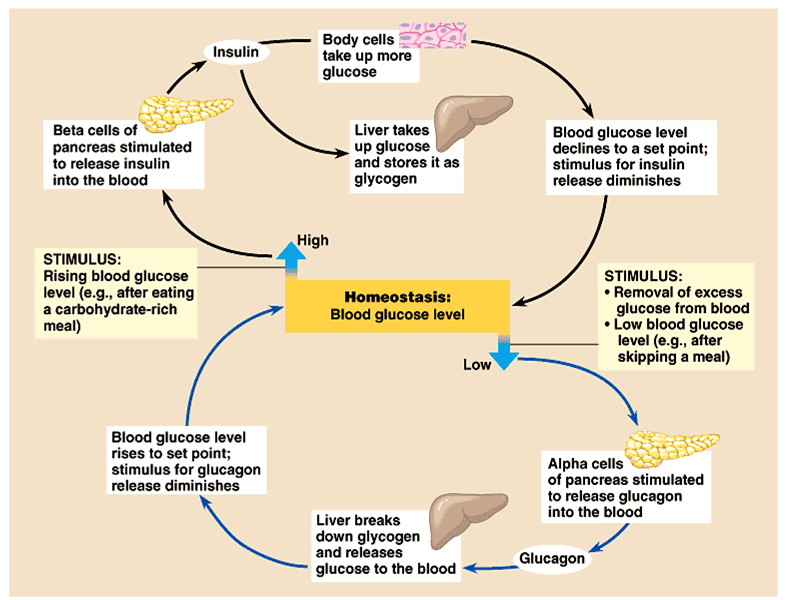 Insulin
Body cells
take up more
glucose
Beta cells of
pancreas stimulated
to release insulin
into the blood
Liver takes
up glucose
and stores it as
glycogen
Blood glucose level
declines to a set point;
stimulus for insulin
release diminishes
High
STIMULUS:
Rising blood glucose
level (e.g., after eating
a carbohydrate-rich
meal)
Homeostasis:
Blood glucose level
STIMULUS:
• Removal of excess
glucose from blood
• Low blood glucose
level (e.g., after
skipping a meal)
Low
Blood glucose level
rises to set point;
stimulus for glucagon
release diminishes
Alpha cells
of pancreas stimulated
to release glucagon
into the blood
Liver breaks
down glycogen
and releases
glucose to the blood
Glucagon